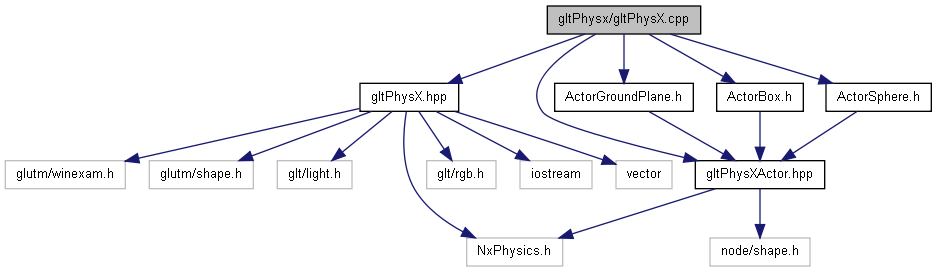 gltPhysx/gltPhysX.cpp
gltPhysX.hpp
ActorGroundPlane.h
ActorBox.h
ActorSphere.h
glutm/winexam.h
glutm/shape.h
glt/light.h
glt/rgb.h
iostream
vector
gltPhysXActor.hpp
NxPhysics.h
node/shape.h